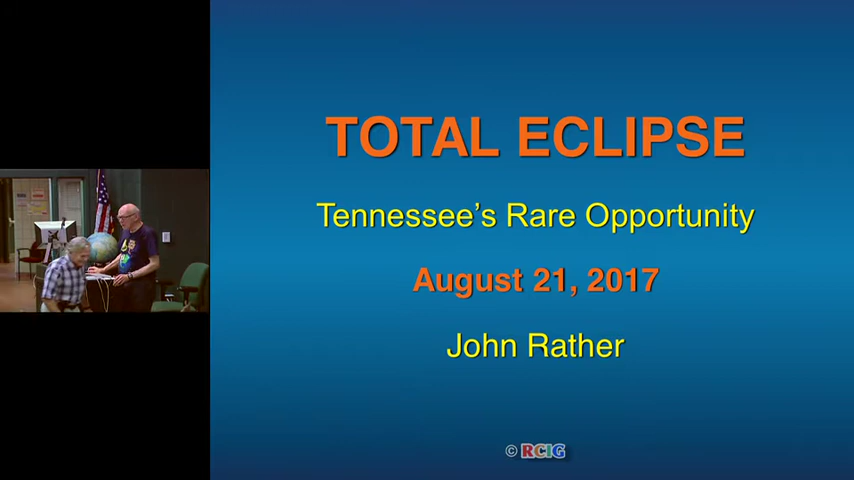 TOTAL ECLIPSE
Tennessee's Rare Opportunity
August 21, 2017
John Rather
© RCIG